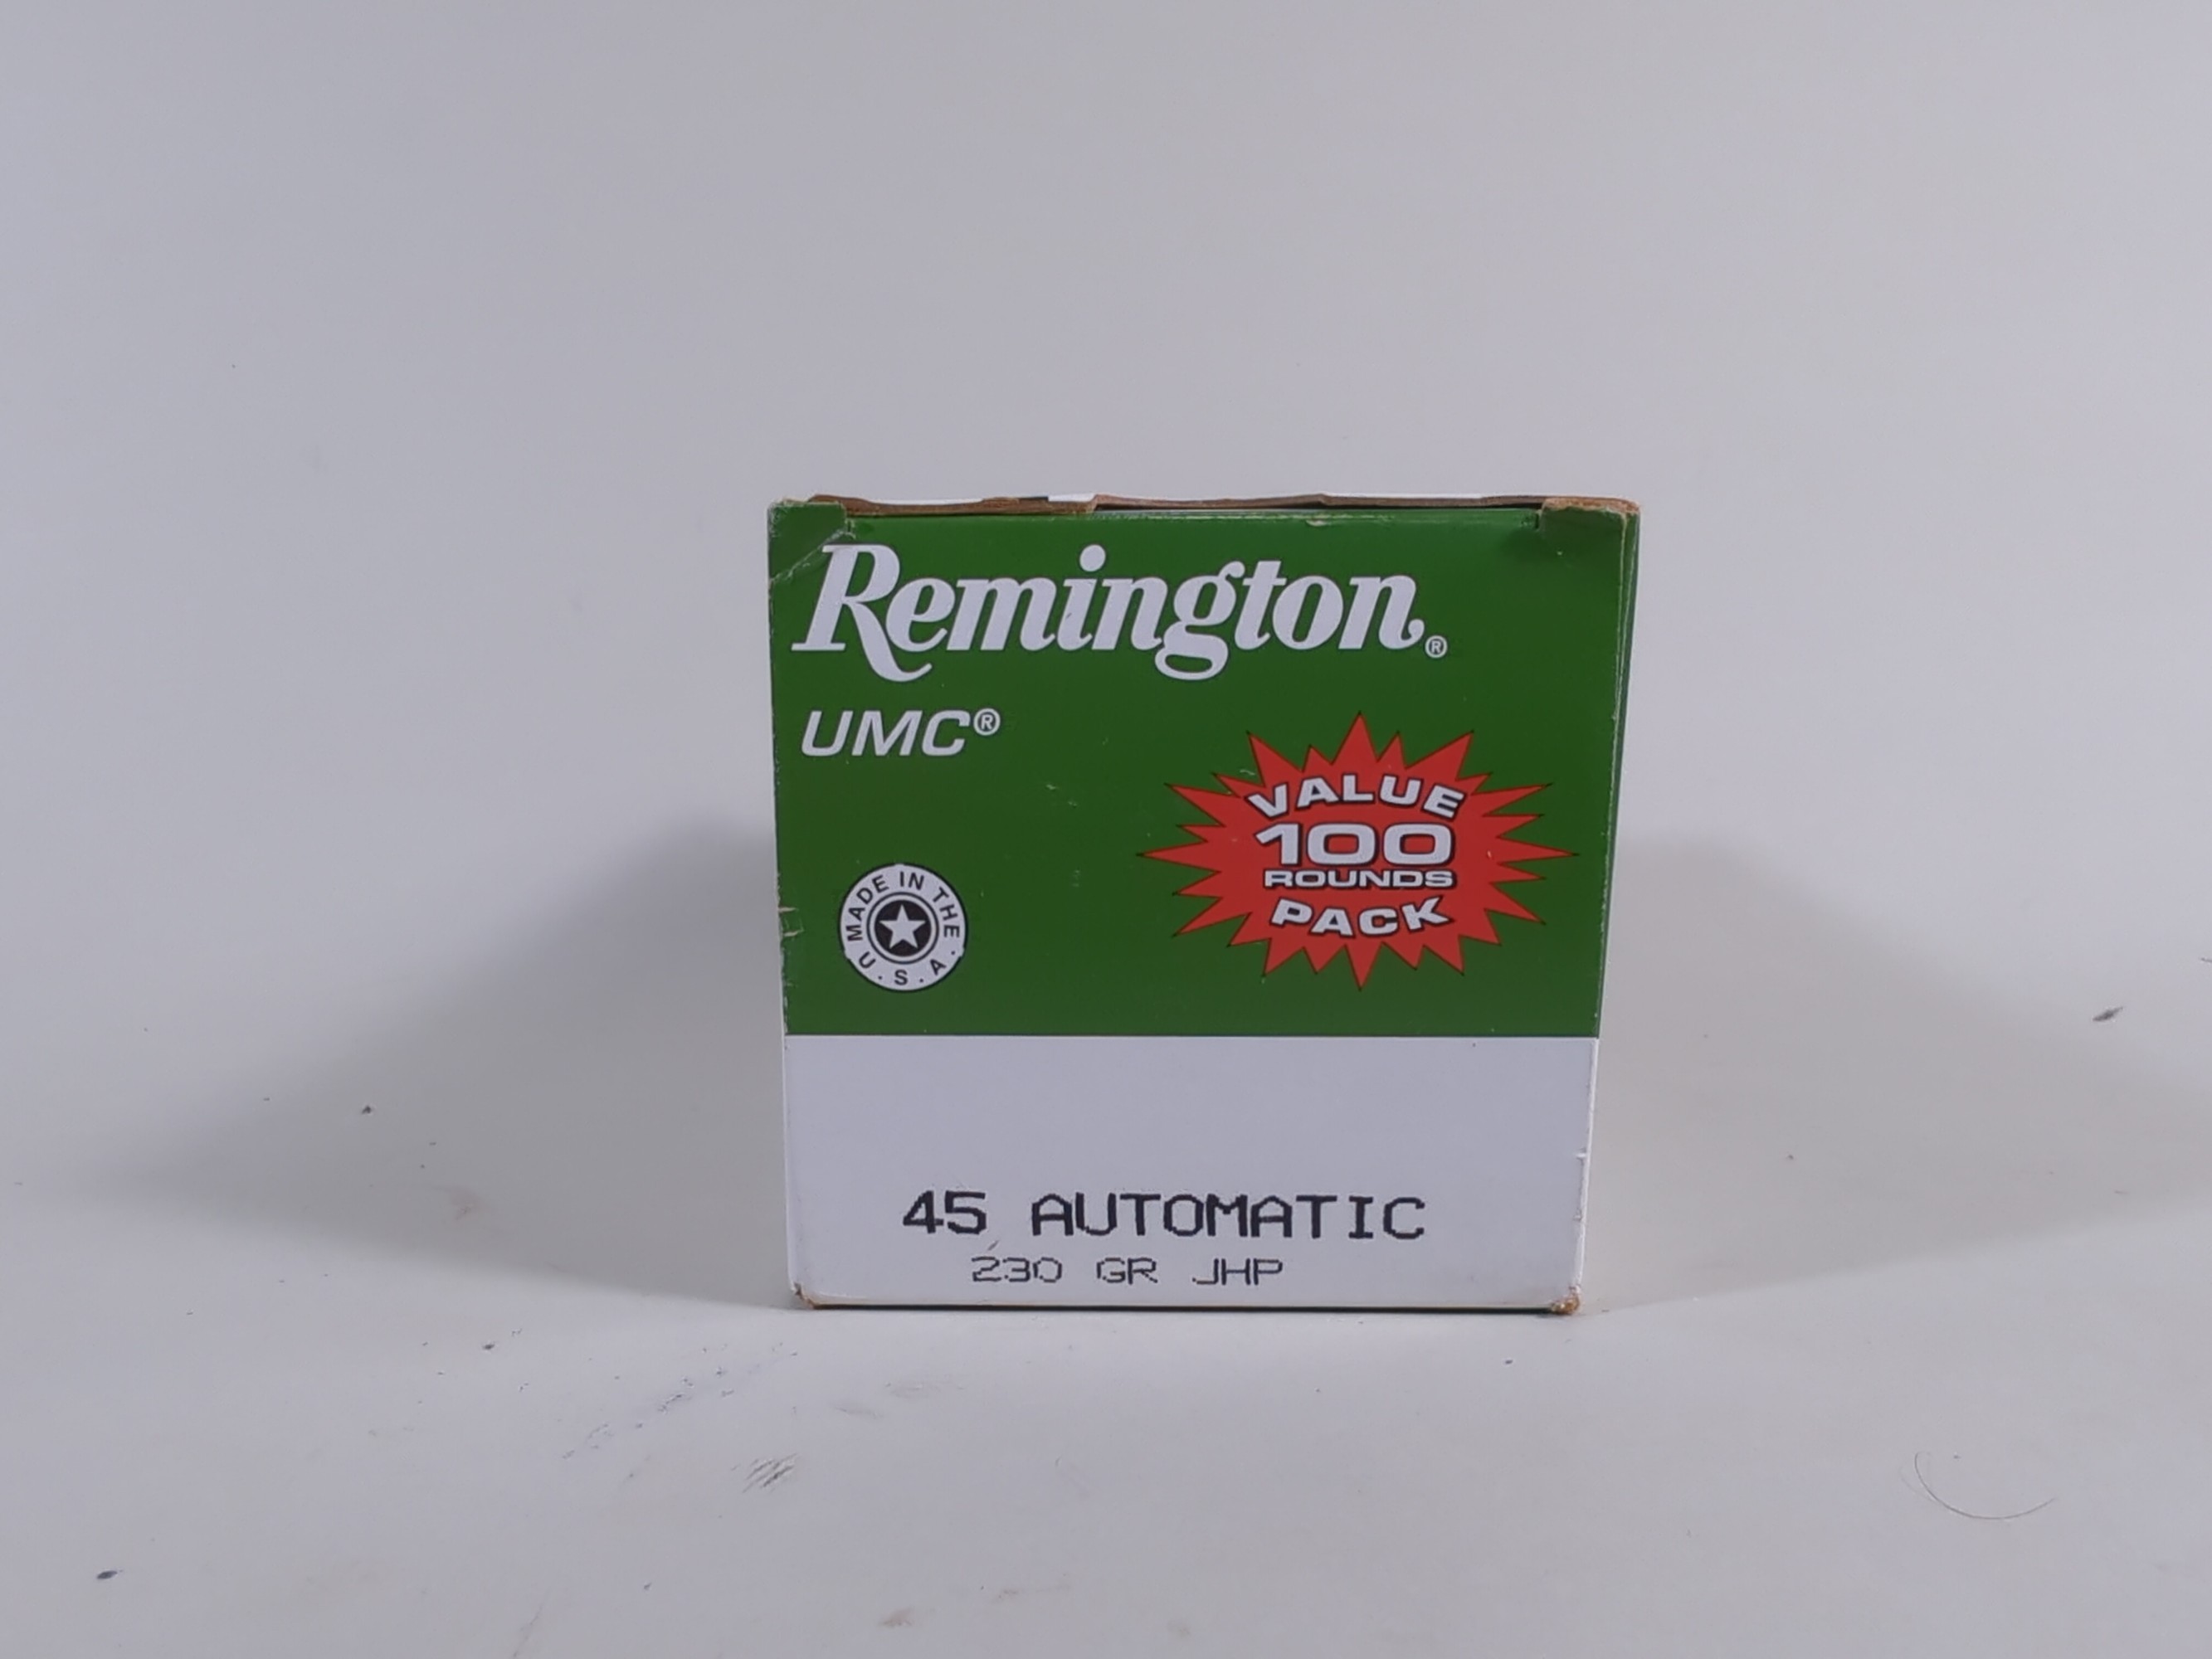 Remington®
UMC®
VALUE
100
ROUNDS
PACK
MADE IN THE
U.S.A.
45 AUTOMATIC
230 GR JHP